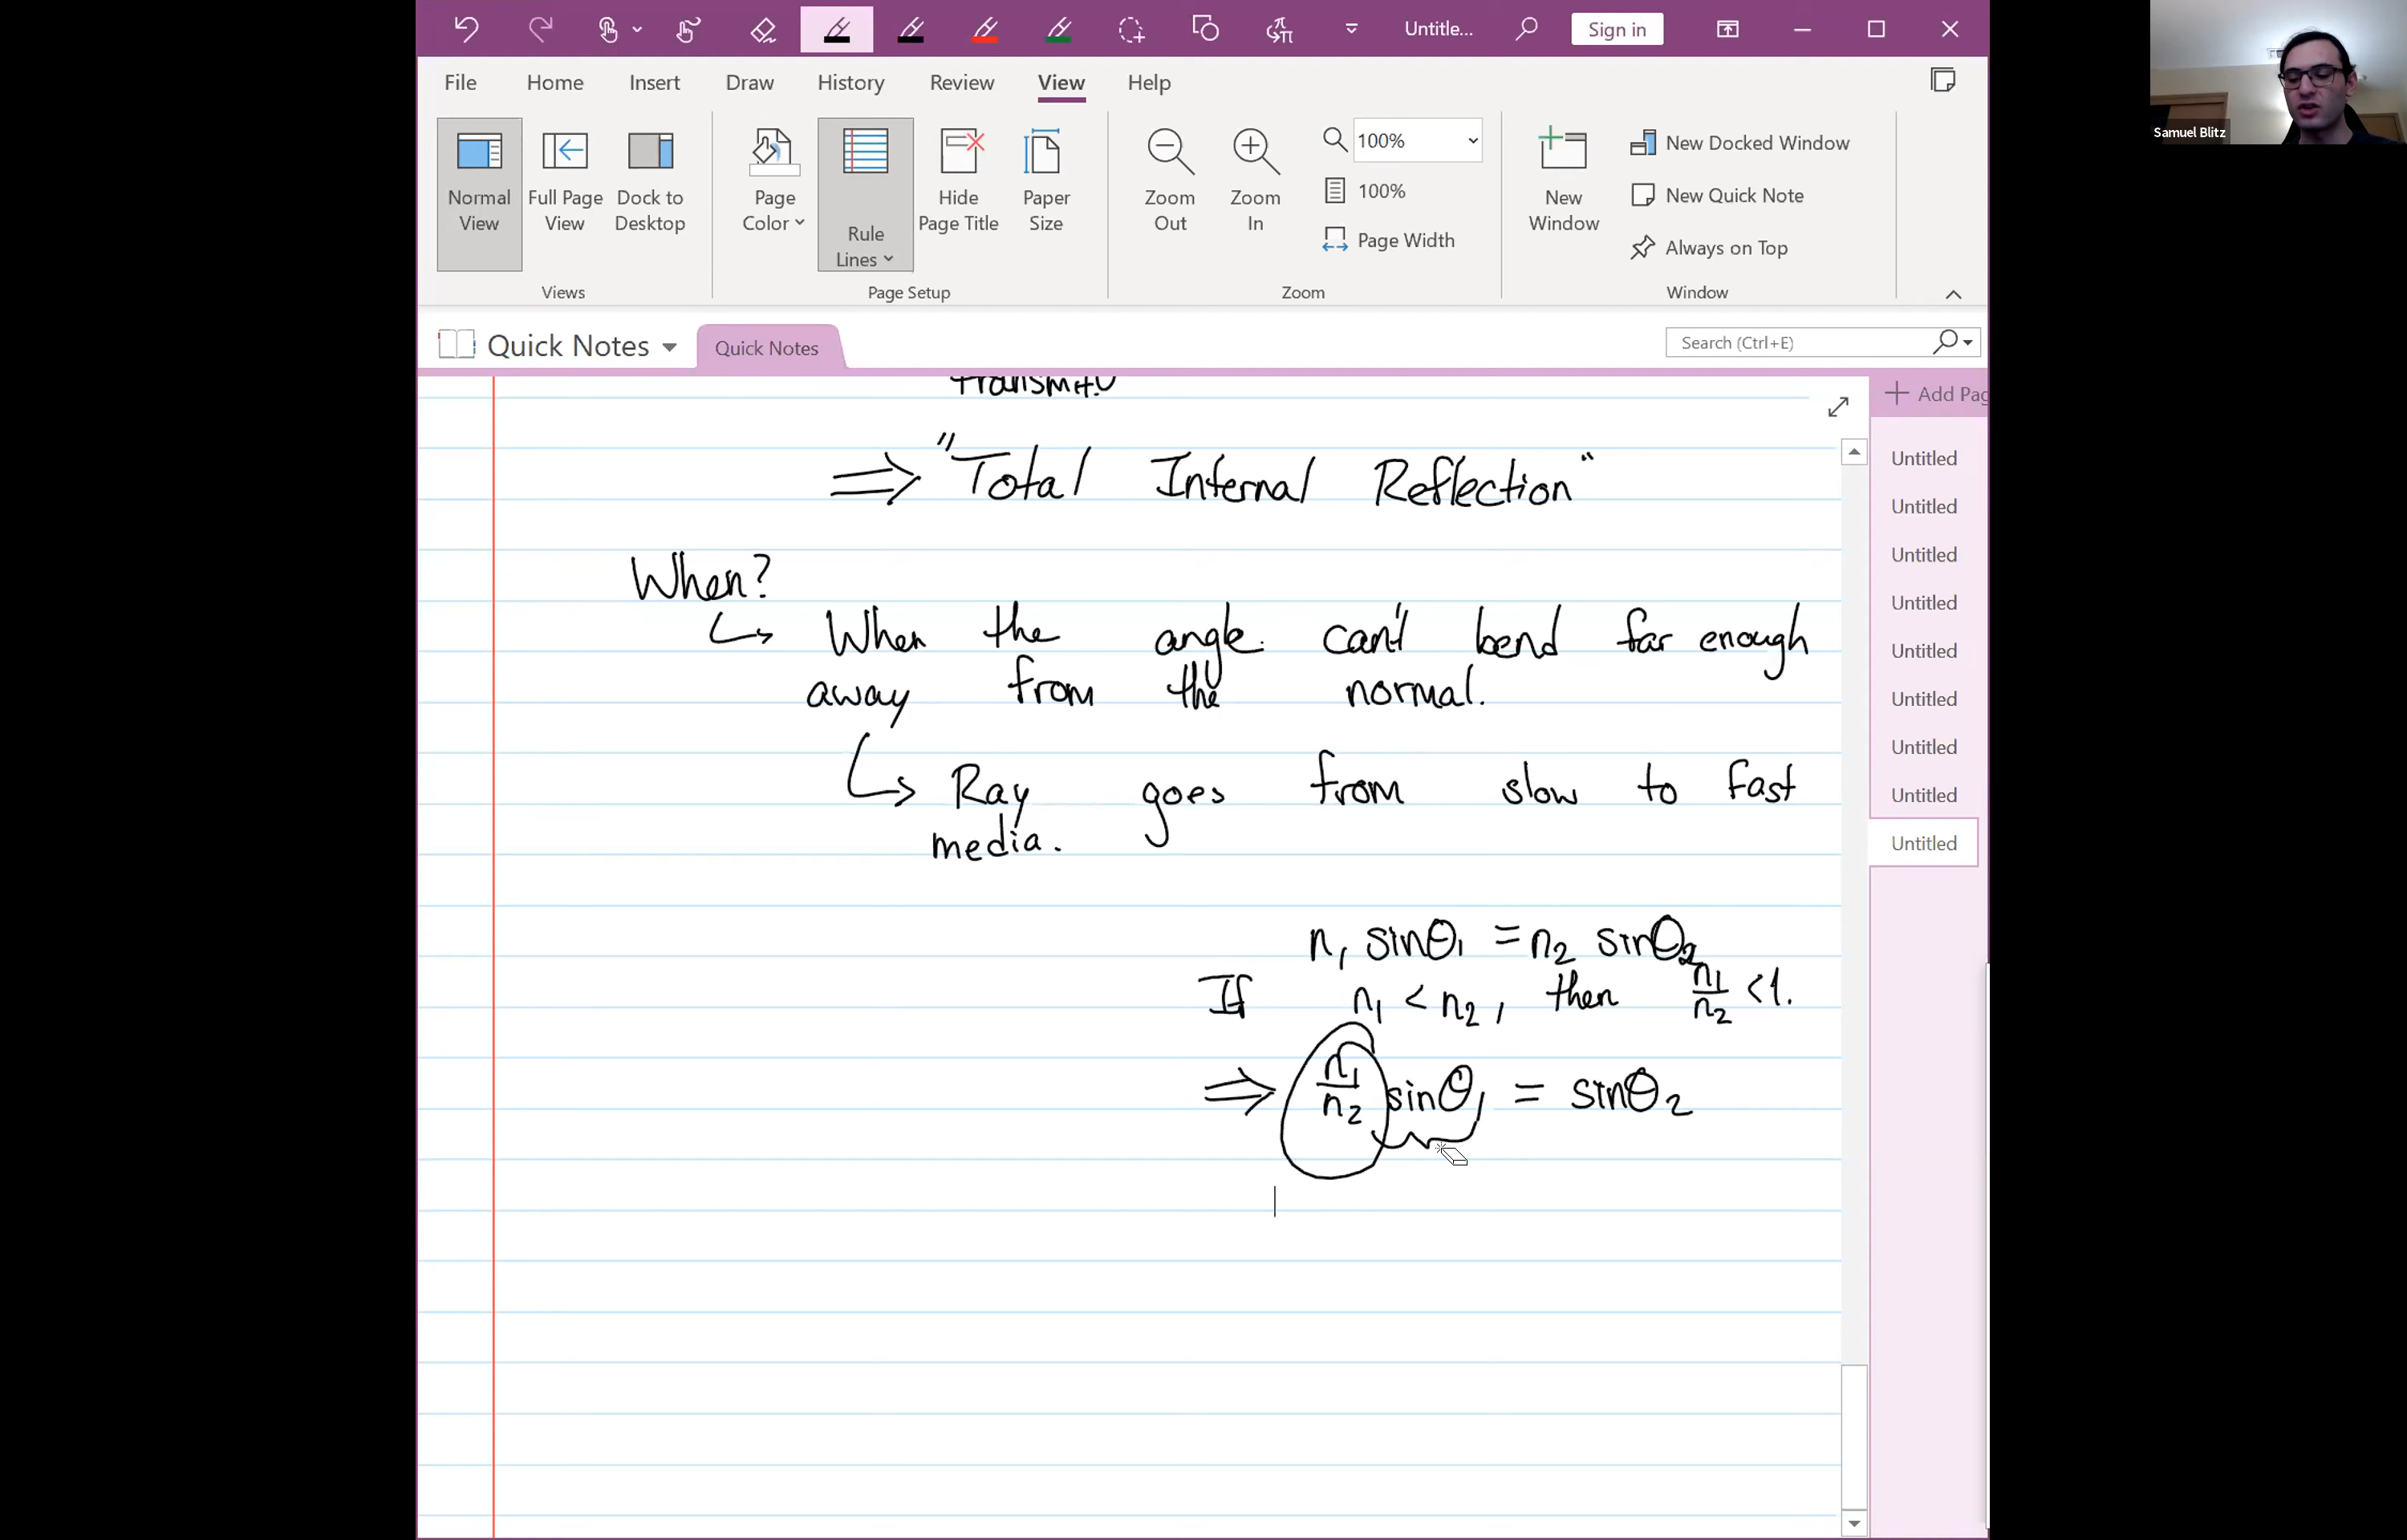 Untitle...
Sign in
File Home Insert Draw History Review View Help
Normal View
Full Page View
Dock to Desktop
Views
Page Color
Rule Lines
Hide Page Title
Paper Size
Page Setup
Zoom Out
Zoom In
100%
100%
Page Width
Zoom
New Window
New Docked Window
New Quick Note
Always on Top
Window
Samuel Blitz
Quick Notes
Quick Notes
Search (Ctrl+E)
Add Pag
Untitled
Untitled
Untitled
Untitled
Untitled
Untitled
Untitled
Untitled
Untitled
⇒ "Total Internal Reflection"
When?
↳ When the angle can't bend far enough
away from the normal.
↳ Ray goes from slow to fast
media.
n₁ sinθ₁ = n₂ sinθ₂
If n₁ < n₂, then n₁/n₂ < 1.
⇒ n₁/n₂ sinθ₁ = sinθ₂